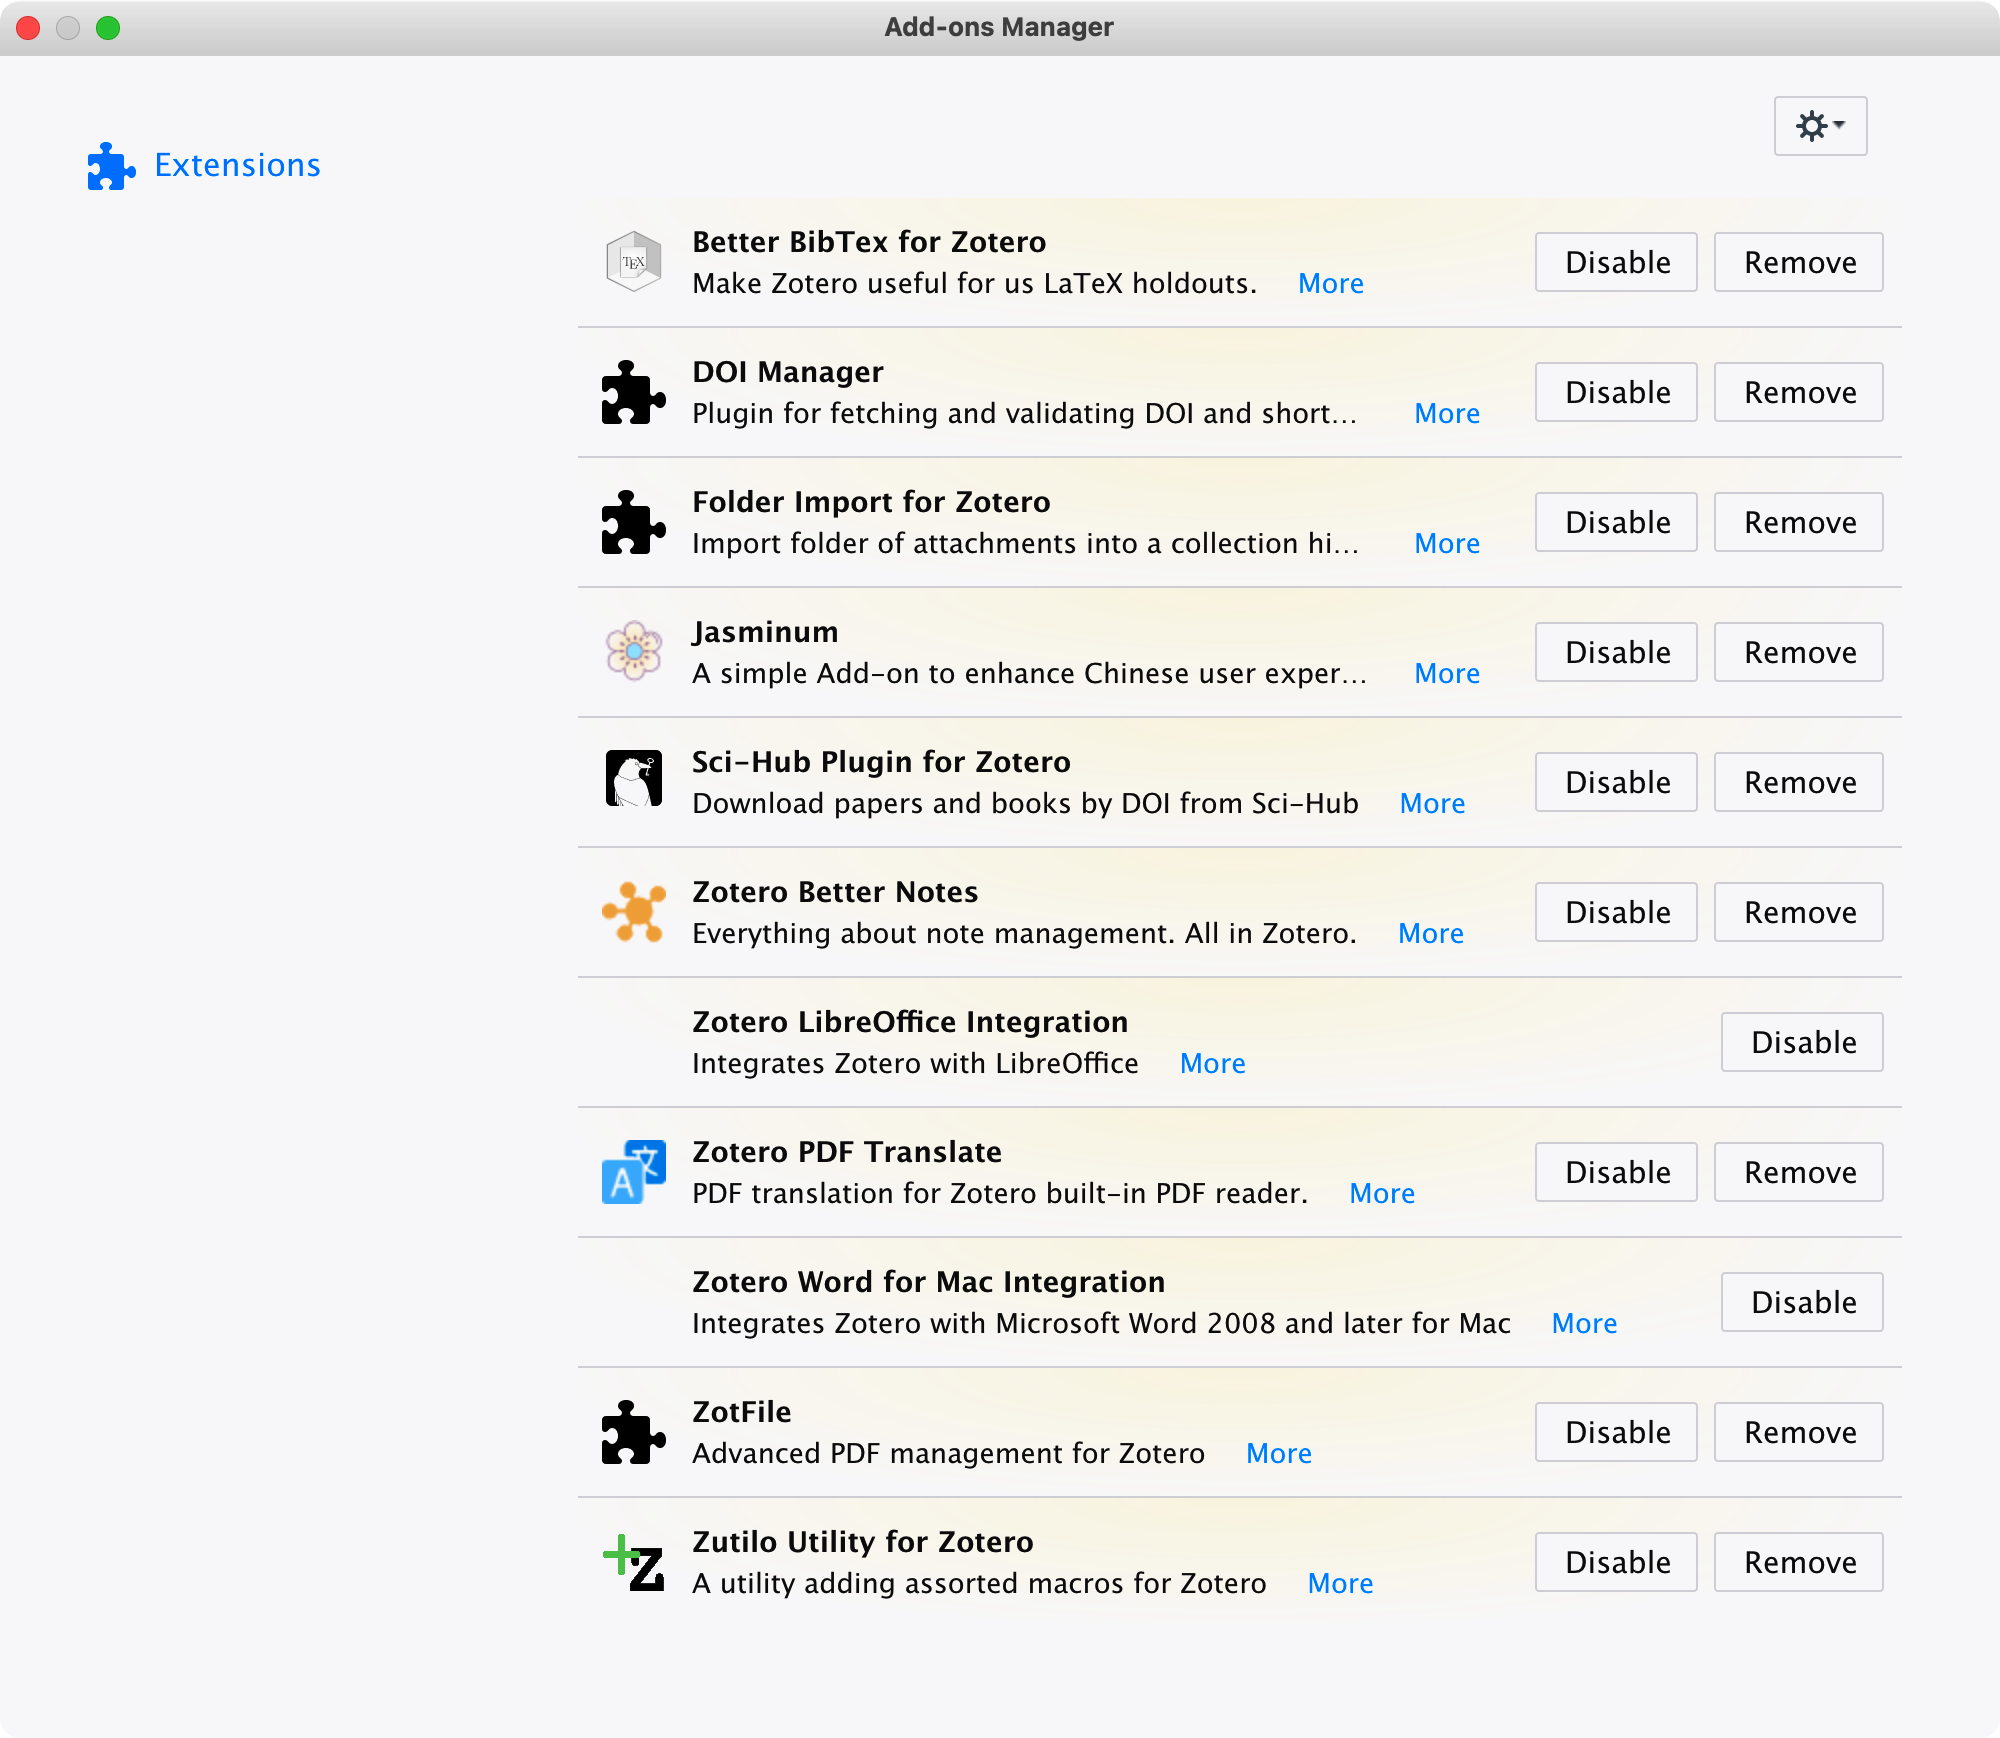 Add-ons Manager
Extensions
Better BibTex for Zotero
Make Zotero useful for us LaTeX holdouts. More
Disable Remove
TEX
DOI Manager
Plugin for fetching and validating DOI and short... More
Disable Remove
Folder Import for Zotero
Import folder of attachments into a collection hi... More
Disable Remove
Jasminum
A simple Add-on to enhance Chinese user exper... More
Disable Remove
Sci-Hub Plugin for Zotero
Download papers and books by DOI from Sci-Hub More
Disable Remove
Zotero Better Notes
Everything about note management. All in Zotero. More
Disable Remove
Zotero LibreOffice Integration
Integrates Zotero with LibreOffice More
Disable
A 文
Zotero PDF Translate
PDF translation for Zotero built-in PDF reader. More
Disable Remove
Zotero Word for Mac Integration
Integrates Zotero with Microsoft Word 2008 and later for Mac More
Disable
ZotFile
Advanced PDF management for Zotero More
Disable Remove
Z
Zutilo Utility for Zotero
A utility adding assorted macros for Zotero More
Disable Remove